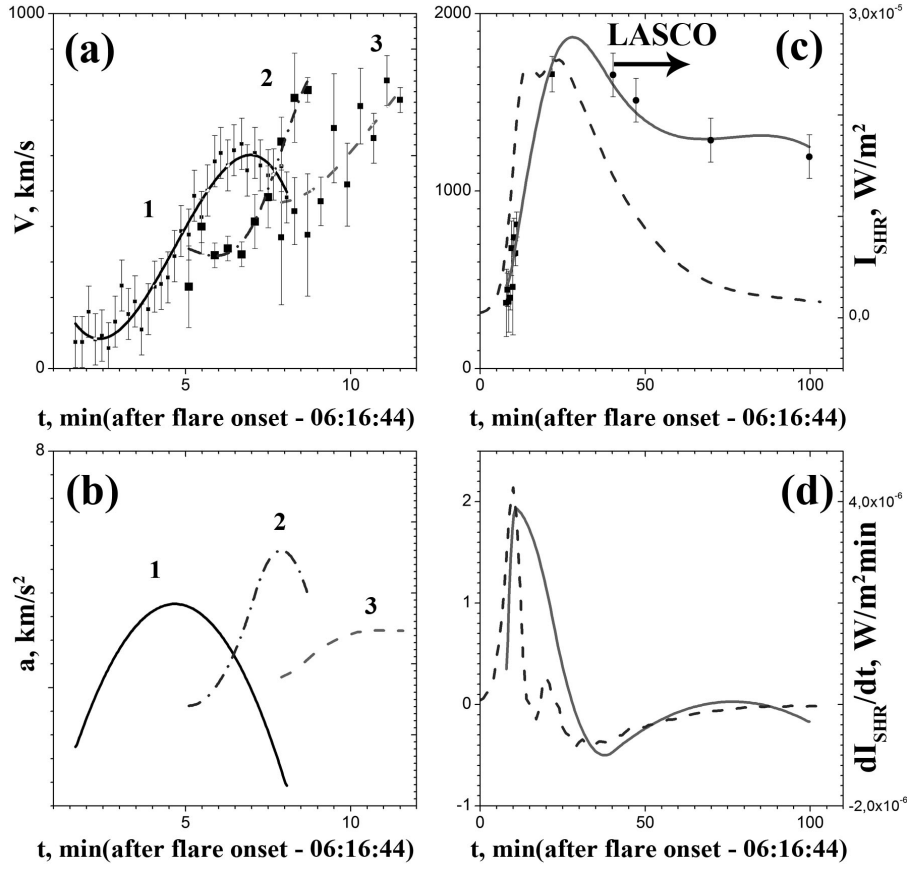 1000
(a)
1
2
3
V, km/s
0
5
10
t, min(after flare onset - 06:16:44)
2000
(c)
LASCO
3,0x10⁻⁵
1000
I_SHR, W/m²
0,0
0
0
50
100
t, min(after flare onset - 06:16:44)
8
(b)
1
2
3
a, km/s²
0
5
10
t, min(after flare onset - 06:16:44)
(d)
2
1
0
-1
4,0x10⁻⁶
dI_SHR/dt, W/m²min
-2,0x10⁻⁶
0
50
100
t, min(after flare onset - 06:16:44)